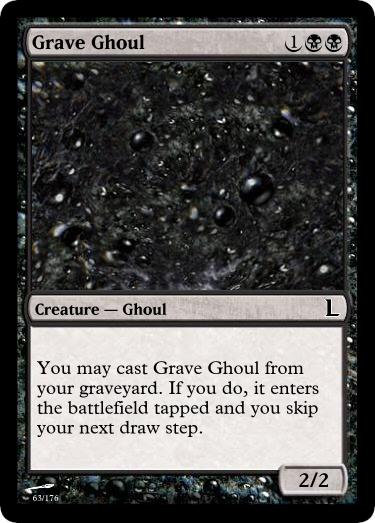 Grave Ghoul 1
Creature — Ghoul L
You may cast Grave Ghoul from
your graveyard. If you do, it enters
the battlefield tapped and you skip
your next draw step.
2/2
63/176